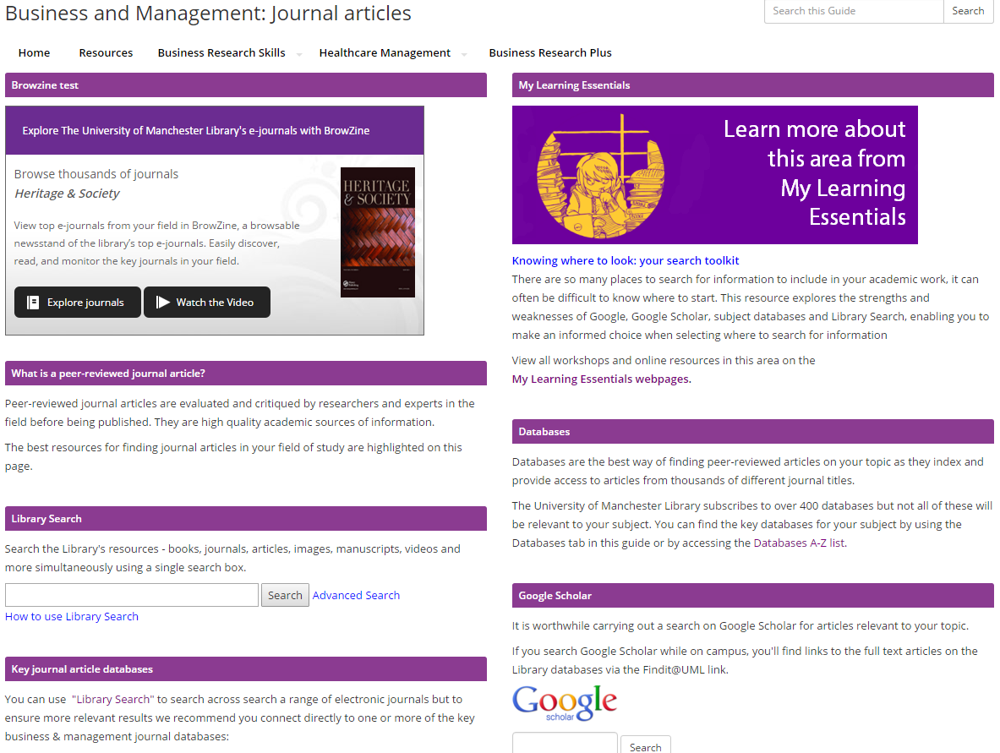 Business and Management: Journal articles
Search this Guide
Search
Home
Resources
Business Research Skills
Healthcare Management
Business Research Plus
Browzine test
Explore The University of Manchester Library's e-journals with BrowZine
Browse thousands of journals
Heritage & Society
HERITAGE
& SOCIETY
View top e-journals from your field in BrowZine, a browsable
newsstand of the library's top e-journals. Easily discover,
read, and monitor the key journals in your field.
Explore journals
Watch the Video
What is a peer-reviewed journal article?
Peer-reviewed journal articles are evaluated and critiqued by researchers and experts in the
field before being published. They are high quality academic sources of information.
The best resources for finding journal articles in your field of study are highlighted on this
page.
Library Search
Search the Library's resources - books, journals, articles, images, manuscripts, videos and
more simultaneously using a single search box.
Search
Advanced Search
How to use Library Search
Key journal article databases
You can use  "Library Search" to search across search a range of electronic journals but to
ensure more relevant results we recommend you connect directly to one or more of the key
business & management journal databases:
My Learning Essentials
Learn more about
this area from
My Learning
Essentials
Knowing where to look: your search toolkit
There are so many places to search for information to include in your academic work, it can
often be difficult to know where to start. This resource explores the strengths and
weaknesses of Google, Google Scholar, subject databases and Library Search, enabling you to
make an informed choice when selecting where to search for information
View all workshops and online resources in this area on the
My Learning Essentials webpages.
Databases
Databases are the best way of finding peer-reviewed articles on your topic as they index and
provide access to articles from thousands of different journal titles.
The University of Manchester Library subscribes to over 400 databases but not all of these will
be relevant to your subject. You can find the key databases for your subject by using the
Databases tab in this guide or by accessing the Databases A-Z list.
Google Scholar
It is worthwhile carrying out a search on Google Scholar for articles relevant to your topic.
If you search Google Scholar while on campus, you'll find links to the full text articles on the
Library databases via the Findit@UML link.
Google
scholar
Search